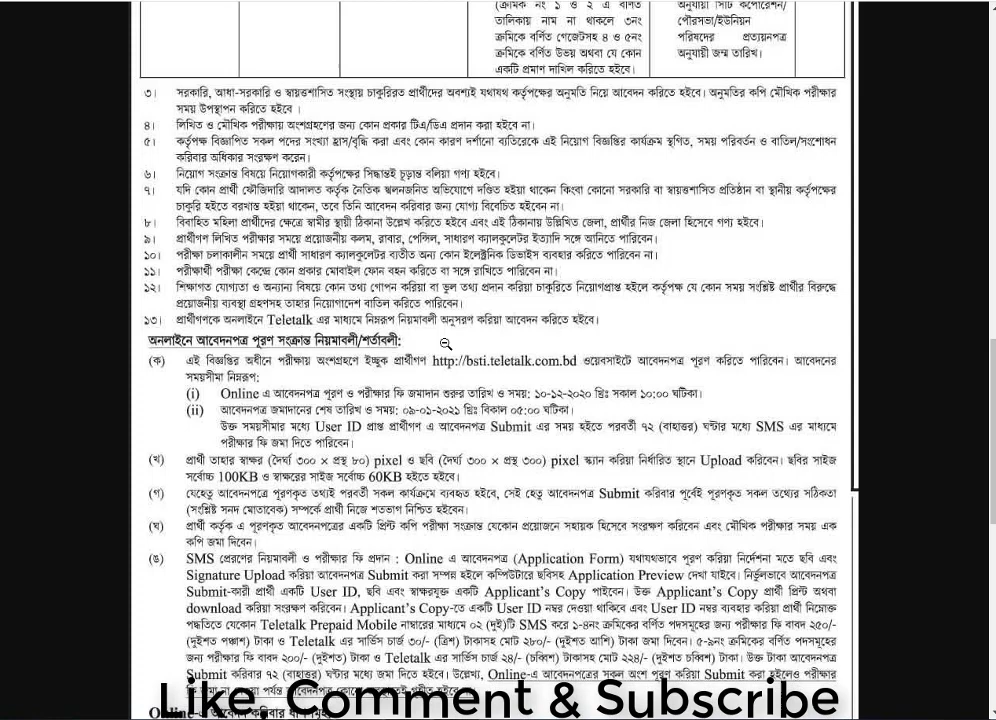 (ক্রমিক নং ১ ও ২ এ বর্ণিত
তালিকায় নাম না থাকলে ৩নং
ক্রমিকে বর্ণিত গেজেটসহ ৪ ও ৫নং
ক্রমিকে বর্ণিত উভয় অথবা যে কোন
একটি প্রমাণ দাখিল করিতে হইবে।
অনুযায়ী সিটি কর্পোরেশন/
পৌরসভা/ইউনিয়ন
পরিষদের প্রত্যয়নপত্র
অনুযায়ী জন্ম তারিখ।
৩। সরকারি, আধা-সরকারি ও স্বায়ত্তশাসিত সংস্থায় চাকুরিরত প্রার্থীদের অবশ্যই যথাযথ কর্তৃপক্ষের অনুমতি নিয়ে আবেদন করিতে হইবে। অনুমতির কপি মৌখিক পরীক্ষার
সময় উপস্থাপন করিতে হইবে ।
৪। লিখিত ও মৌখিক পরীক্ষায় অংশগ্রহণের জন্য কোন প্রকার টিএ/ডিএ প্রদান করা হইবে না।
৫। কর্তৃপক্ষ বিজ্ঞাপিত সকল পদের সংখ্যা হ্রাস/বৃদ্ধি করা এবং কোন কারণ দর্শানো ব্যতিরেকে এই নিয়োগ বিজ্ঞপ্তির কার্যক্রম স্থগিত, সময় পরিবর্তন ও বাতিল/সংশোধন
করিবার অধিকার সংরক্ষণ করেন।
৬। নিয়োগ সংক্রান্ত বিষয়ে নিয়োগকারী কর্তৃপক্ষের সিদ্ধান্তই চূড়ান্ত বলিয়া গণ্য হইবে।
৭। যদি কোন প্রার্থী ফৌজিদারি আদালত কর্তৃক নৈতিক স্খলনজনিত অভিযোগে দণ্ডিত হইয়া থাকেন কিংবা কোনো সরকারি বা স্বায়ত্তশাসিত প্রতিষ্ঠান বা স্থানীয় কর্তৃপক্ষের
চাকুরি হইতে বরখাস্ত হইয়া থাকেন, তবে তিনি আবেদন করিবার জন্য যোগ্য বিবেচিত হইবেন না।
৮। বিবাহিত মহিলা প্রার্থীদের ক্ষেত্রে স্বামীর স্থায়ী ঠিকানা উল্লেখ করিতে হইবে এবং এই ঠিকানায় উল্লিখিত জেলা, প্রার্থীর নিজ জেলা হিসেবে গণ্য হইবে।
৯। প্রার্থীগণ লিখিত পরীক্ষার সময়ে প্রয়োজনীয় কলম, রাবার, পেন্সিল, সাধারণ ক্যালকুলেটর ইত্যাদি সঙ্গে আনিতে পারিবেন।
১০। পরীক্ষা চলাকালীন সময়ে প্রার্থী সাধারণ ক্যালকুলেটর ব্যতীত অন্য কোন ইলেক্ট্রনিক ডিভাইস ব্যবহার করিতে পারিবেন না।
১১। পরীক্ষার্থী পরীক্ষা কেন্দ্রে কোন প্রকার মোবাইল ফোন বহন করিতে বা সঙ্গে রাখিতে পারিবেন না।
১২। শিক্ষাগত যোগ্যতা ও অন্যান্য বিষয়ে কোন তথ্য গোপন করিয়া বা ভুল তথ্য প্রদান করিয়া চাকুরিতে নিয়োগপ্রাপ্ত হইলে কর্তৃপক্ষ যে কোন সময় সংশ্লিষ্ট প্রার্থীর বিরুদ্ধে
প্রয়োজনীয় ব্যবস্থা গ্রহণসহ তাহার নিয়োগাদেশ বাতিল করিতে পারিবেন।
১৩। প্রার্থীগণকে অনলাইনে Teletalk এর মাধ্যমে নিম্নরূপ নিয়মাবলী অনুসরণ করিয়া আবেদন করিতে হইবে।
অনলাইনে আবেদনপত্র পূরণ সংক্রান্ত নিয়মাবলী/শর্তাবলী:
(ক) এই বিজ্ঞপ্তির অধীনে পরীক্ষায় অংশগ্রহণে ইচ্ছুক প্রার্থীগণ http://bsti.teletalk.com.bd ওয়েবসাইটে আবেদনপত্র পূরণ করিতে পারিবেন। আবেদনের
সময়সীমা নিম্নরূপ:
(i) Online এ আবেদনপত্র পূরণ ও পরীক্ষার ফি জমাদান শুরুর তারিখ ও সময়: ১০-১২-২০২০ খ্রিঃ সকাল ১০:০০ ঘটিকা।
(ii) আবেদনপত্র জমাদানের শেষ তারিখ ও সময়: ০৯-০১-২০২১ খ্রিঃ বিকাল ০৫:০০ ঘটিকা।
উক্ত সময়সীমার মধ্যে User ID প্রাপ্ত প্রার্থীগণ এ আবেদনপত্র Submit এর সময় হইতে পরবর্তী ৭২ (বাহাত্তর) ঘন্টার মধ্যে SMS এর মাধ্যমে
পরীক্ষার ফি জমা দিতে পারিবেন।
(খ) প্রার্থী তাহার স্বাক্ষর (দৈর্ঘ্য ৩০০ × প্রস্থ ৮০) pixel ও ছবি (দৈর্ঘ্য ৩০০ × প্রস্থ ৩০০) pixel স্ক্যান করিয়া নির্ধারিত স্থানে Upload করিবেন। ছবির সাইজ
সর্বোচ্চ 100KB ও স্বাক্ষরের সাইজ সর্বোচ্চ 60KB হইতে হইবে।
(গ) যেহেতু আবেদনপত্রে পূরণকৃত তথ্যই পরবর্তী সকল কার্যক্রমে ব্যবহৃত হইবে, সেই হেতু আবেদনপত্র Submit করিবার পূর্বেই পূরণকৃত সকল তথ্যের সঠিকতা
(সংশ্লিষ্ট সনদ মোতাবেক) সম্পর্কে প্রার্থী নিজে শতভাগ নিশ্চিত হইবেন।
(ঘ) প্রার্থী কর্তৃক এ পূরণকৃত আবেদনপত্রের একটি প্রিন্ট কপি পরীক্ষা সংক্রান্ত যেকোন প্রয়োজনে সহায়ক হিসেবে সংরক্ষণ করিবেন এবং মৌখিক পরীক্ষার সময় এক
কপি জমা দিবেন।
(ঙ) SMS প্রেরণের নিয়মাবলী ও পরীক্ষার ফি প্রদান : Online এ আবেদনপত্র (Application Form) যথাযথভাবে পূরণ করিয়া নির্দেশনা মতে ছবি এবং
Signature Upload করিয়া আবেদনপত্র Submit করা সম্পন্ন হইলে কম্পিউটারে ছবিসহ Application Preview দেখা যাইবে। নির্ভুলভাবে আবেদনপত্র
Submit-কারী প্রার্থী একটি User ID, ছবি এবং স্বাক্ষরযুক্ত একটি Applicant's Copy পাইবেন। উক্ত Applicant's Copy প্রার্থী প্রিন্ট অথবা
download করিয়া সংরক্ষণ করিবেন। Applicant's Copy-তে একটি User ID নম্বর দেওয়া থাকিবে এবং User ID নম্বর ব্যবহার করিয়া প্রার্থী নিম্নোক্ত
পদ্ধতিতে যেকোন Teletalk Prepaid Mobile নাম্বারের মাধ্যমে ০২ (দুই)টি SMS করে ১-৪নং ক্রমিকের বর্ণিত পদসমূহের জন্য পরীক্ষার ফি বাবদ ২৫০/-
(দুইশত পঞ্চাশ) টাকা ও Teletalk এর সার্ভিস চার্জ ৩০/- (ত্রিশ) টাকাসহ মোট ২৮০/- (দুইশত আশি) টাকা জমা দিবেন। ৫-৯নং ক্রমিকের বর্ণিত পদসমূহের
জন্য পরীক্ষার ফি বাবদ ২০০/- (দুইশত) টাকা ও Teletalk এর সার্ভিস চার্জ ২৪/- (চব্বিশ) টাকাসহ মোট ২২৪/- (দুইশত চব্বিশ) টাকা। উক্ত টাকা আবেদনপত্র
Submit করিবার ৭২ (বাহাত্তর) ঘন্টার মধ্যে জমা দিতে হইবে। উল্লেখ্য, Online-এ আবেদনপত্রের সকল অংশ পূরণ করিয়া Submit করা হইলেও পরীক্ষার
Like, Comment & Subscribe